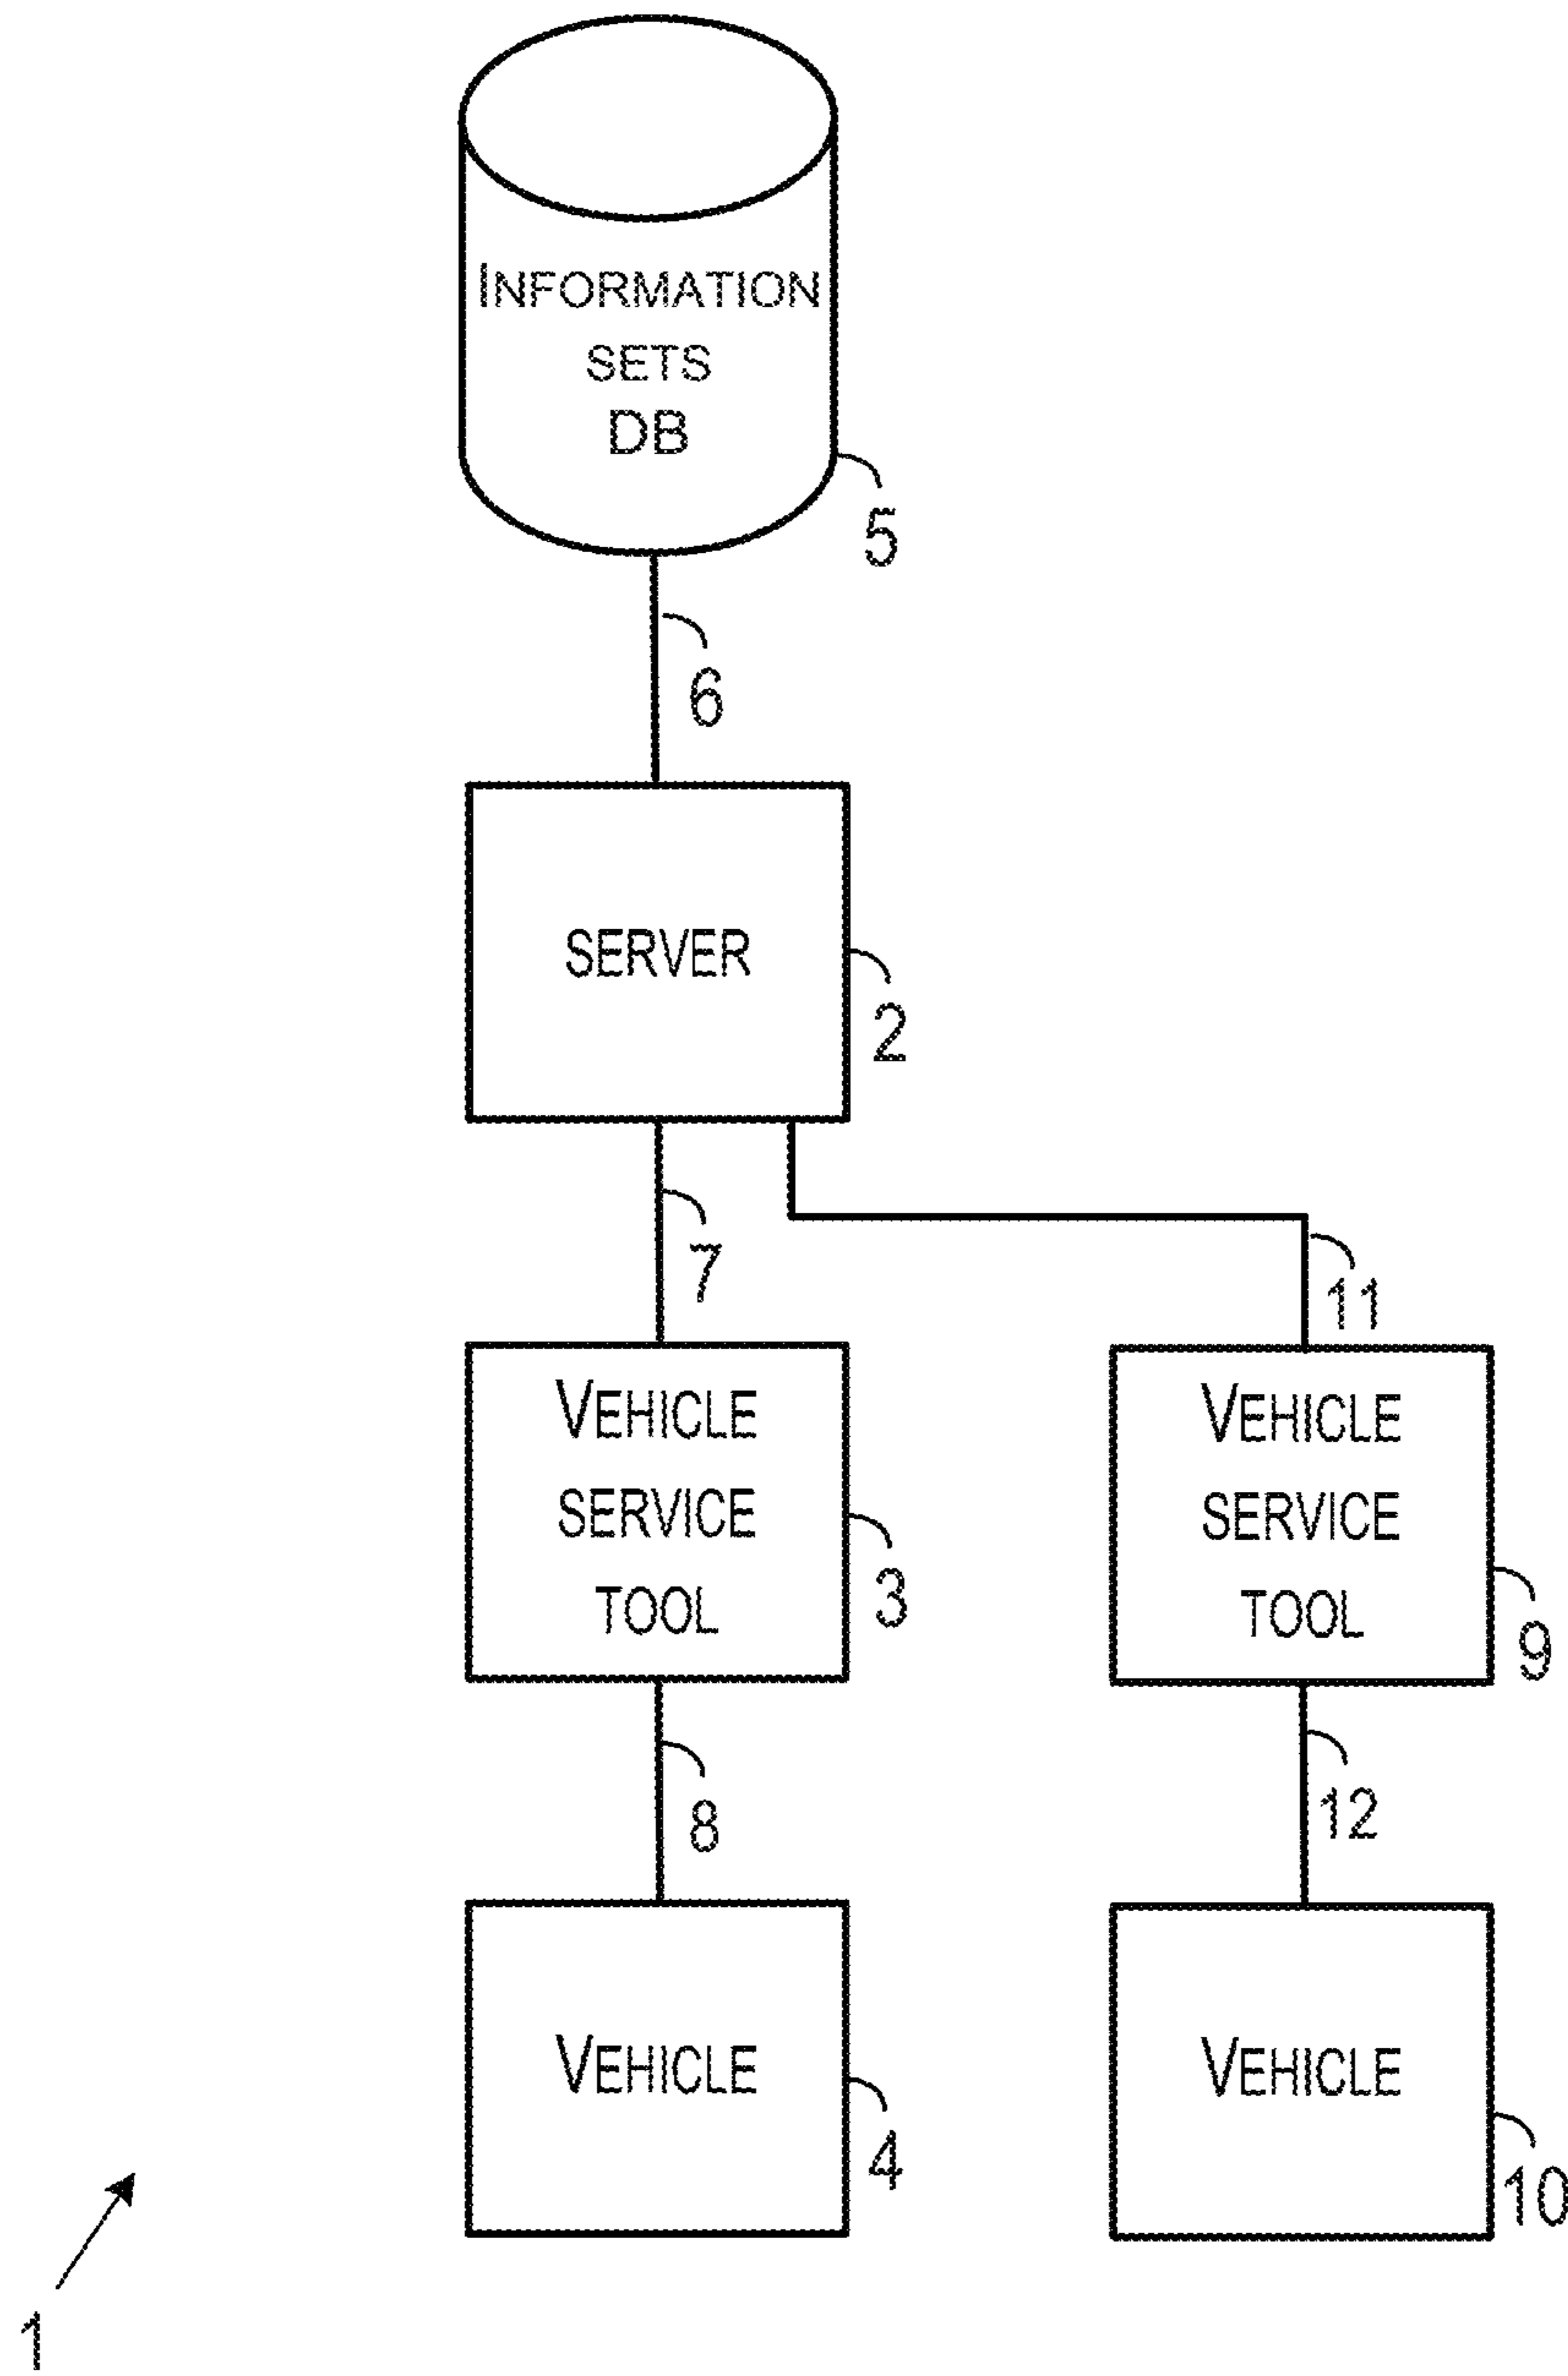 INFORMATION
SETS
DB
5
6
SERVER
2
7
11
VEHICLE
SERVICE
TOOL
3
VEHICLE
SERVICE
TOOL
9
8
12
VEHICLE
4
VEHICLE
10
1